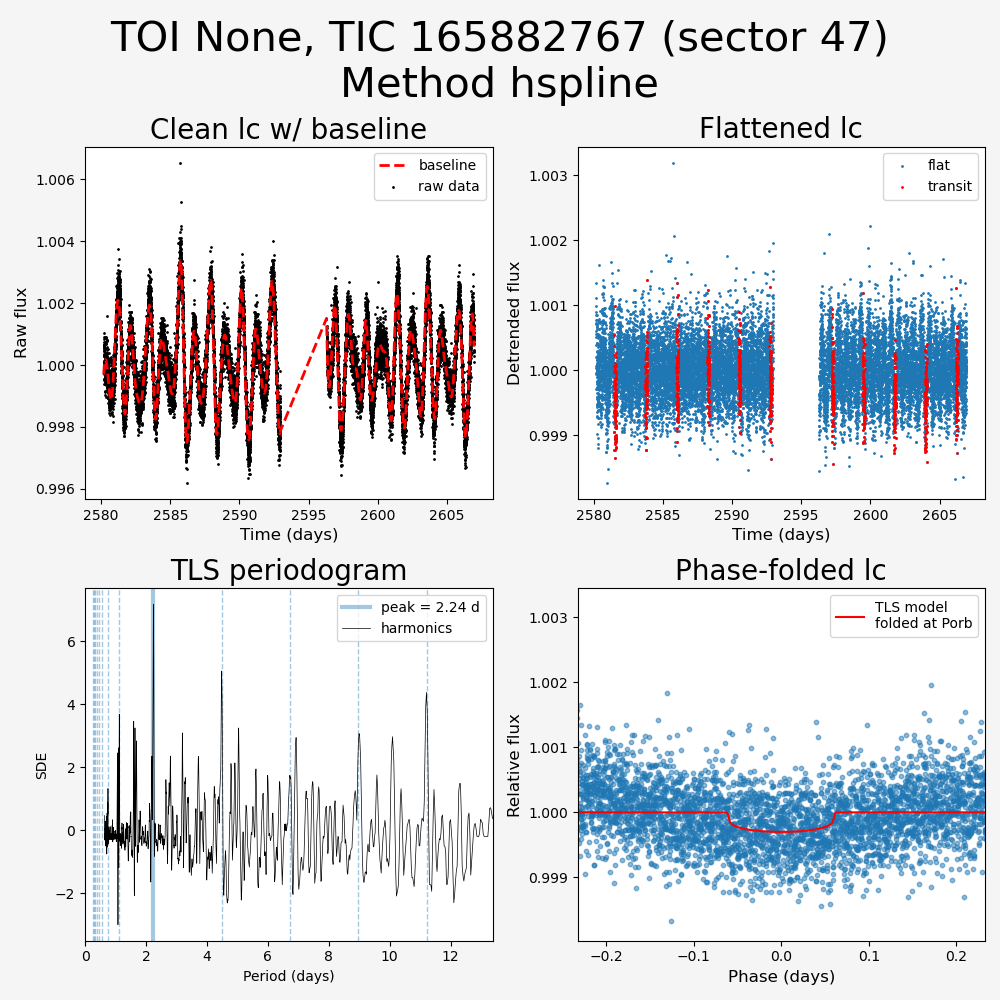 TOI None, TIC 165882767 (sector 47)
Method hspline
Clean lc w/ baseline
Raw flux
1.006
1.004
1.002
1.000
0.998
0.996
baseline
raw data
2580
2585
2590
2595
2600
2605
Time (days)
Flattened lc
Detrended flux
1.003
1.002
1.001
1.000
0.999
flat
transit
2580
2585
2590
2595
2600
2605
Time (days)
TLS periodogram
SDE
6
4
2
0
−2
peak = 2.24 d
harmonics
0
2
4
6
8
10
12
Period (days)
Phase-folded lc
Relative flux
1.003
1.002
1.001
1.000
0.999
TLS model
folded at Porb
−0.2
−0.1
0.0
0.1
0.2
Phase (days)